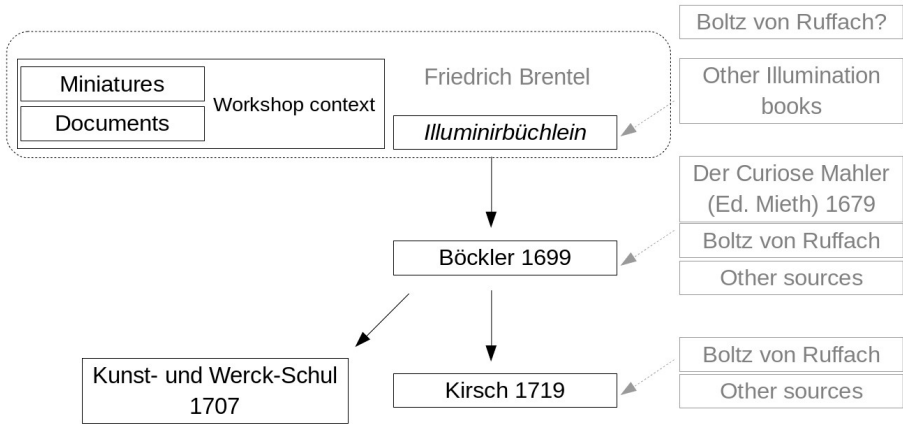 Boltz von Ruffach?
Miniatures
Documents
Workshop context
Friedrich Brentel
Illuminirbüchlein
Other Illumination
books
Der Curiose Mahler
(Ed. Mieth) 1679
Boltz von Ruffach
Other sources
Böckler 1699
Kunst- und Werck-Schul
1707
Kirsch 1719
Boltz von Ruffach
Other sources